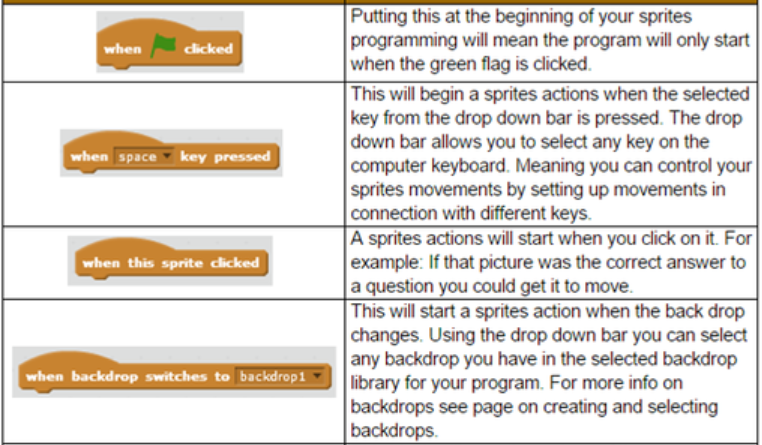 when clicked
Putting this at the beginning of your sprites
programming will mean the program will only start
when the green flag is clicked.
when space key pressed
This will begin a sprites actions when the selected
key from the drop down bar is pressed. The drop
down bar allows you to select any key on the
computer keyboard. Meaning you can control your
sprites movements by setting up movements in
connection with different keys.
when this sprite clicked
A sprites actions will start when you click on it. For
example: If that picture was the correct answer to
a question you could get it to move.
when backdrop switches to backdrop1
This will start a sprites action when the back drop
changes. Using the drop down bar you can select
any backdrop you have in the selected backdrop
library for your program. For more info on
backdrops see page on creating and selecting
backdrops.